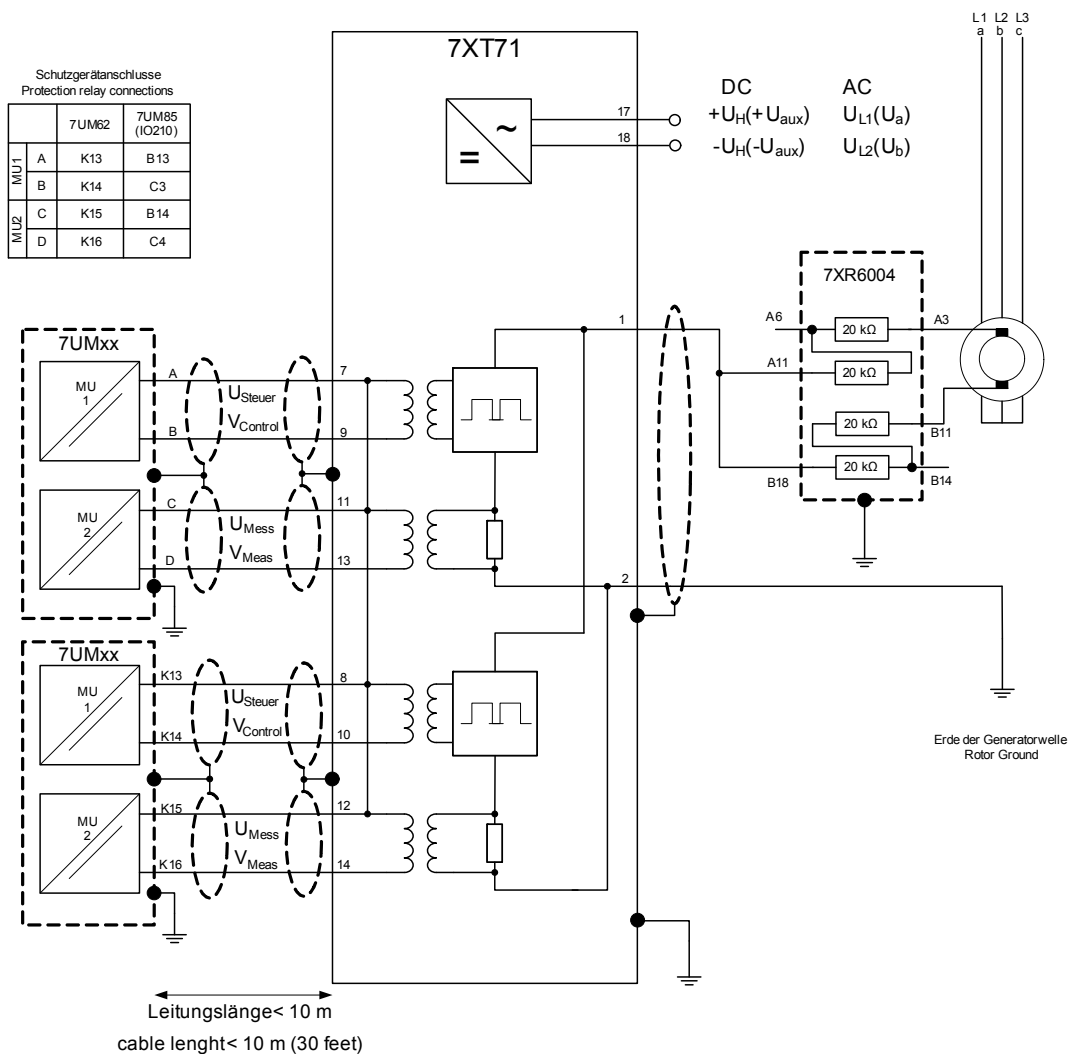 L1 L2 L3
a b c
7XT71
Schutzgerätanschlusse
Protection relay connections
7UM62 7UM85 (IO210)
MU1 A K13 B13
B K14 C3
MU2 C K15 B14
D K16 C4
DC AC
17 +UH(+Uaux) UL1(Ua)
18 -UH(-Uaux) UL2(Ub)
~
=
7XR6004
A6 20 kΩ A3
A11 20 kΩ
20 kΩ B11
B18 20 kΩ B14
1
2
7UMxx
MU 1
A USteuer 7
B VControl 9
MU 2
C UMess 11
D VMeas 13
7UMxx
MU 1
K13 USteuer 8
K14 VControl 10
MU 2
K15 UMess 12
K16 VMeas 14
Erde der Generatorwelle
Rotor Ground
Leitungslänge< 10 m
cable lenght< 10 m (30 feet)